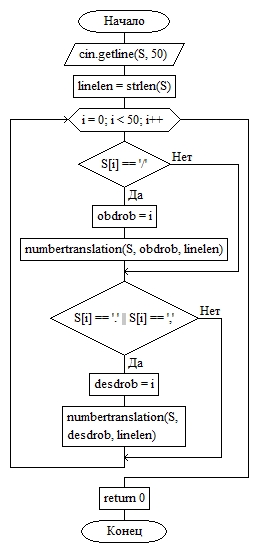 Начало
cin.getline(S, 50)
linelen = strlen(S)
i = 0; i < 50; i++
S[i] == '/'
Нет
Да
obdrob = i
numbertranslation(S, obdrob, linelen)
S[i] == '.' || S[i] == ','
Нет
Да
desdrob = i
numbertranslation(S,
desdrob, linelen)
return 0
Конец